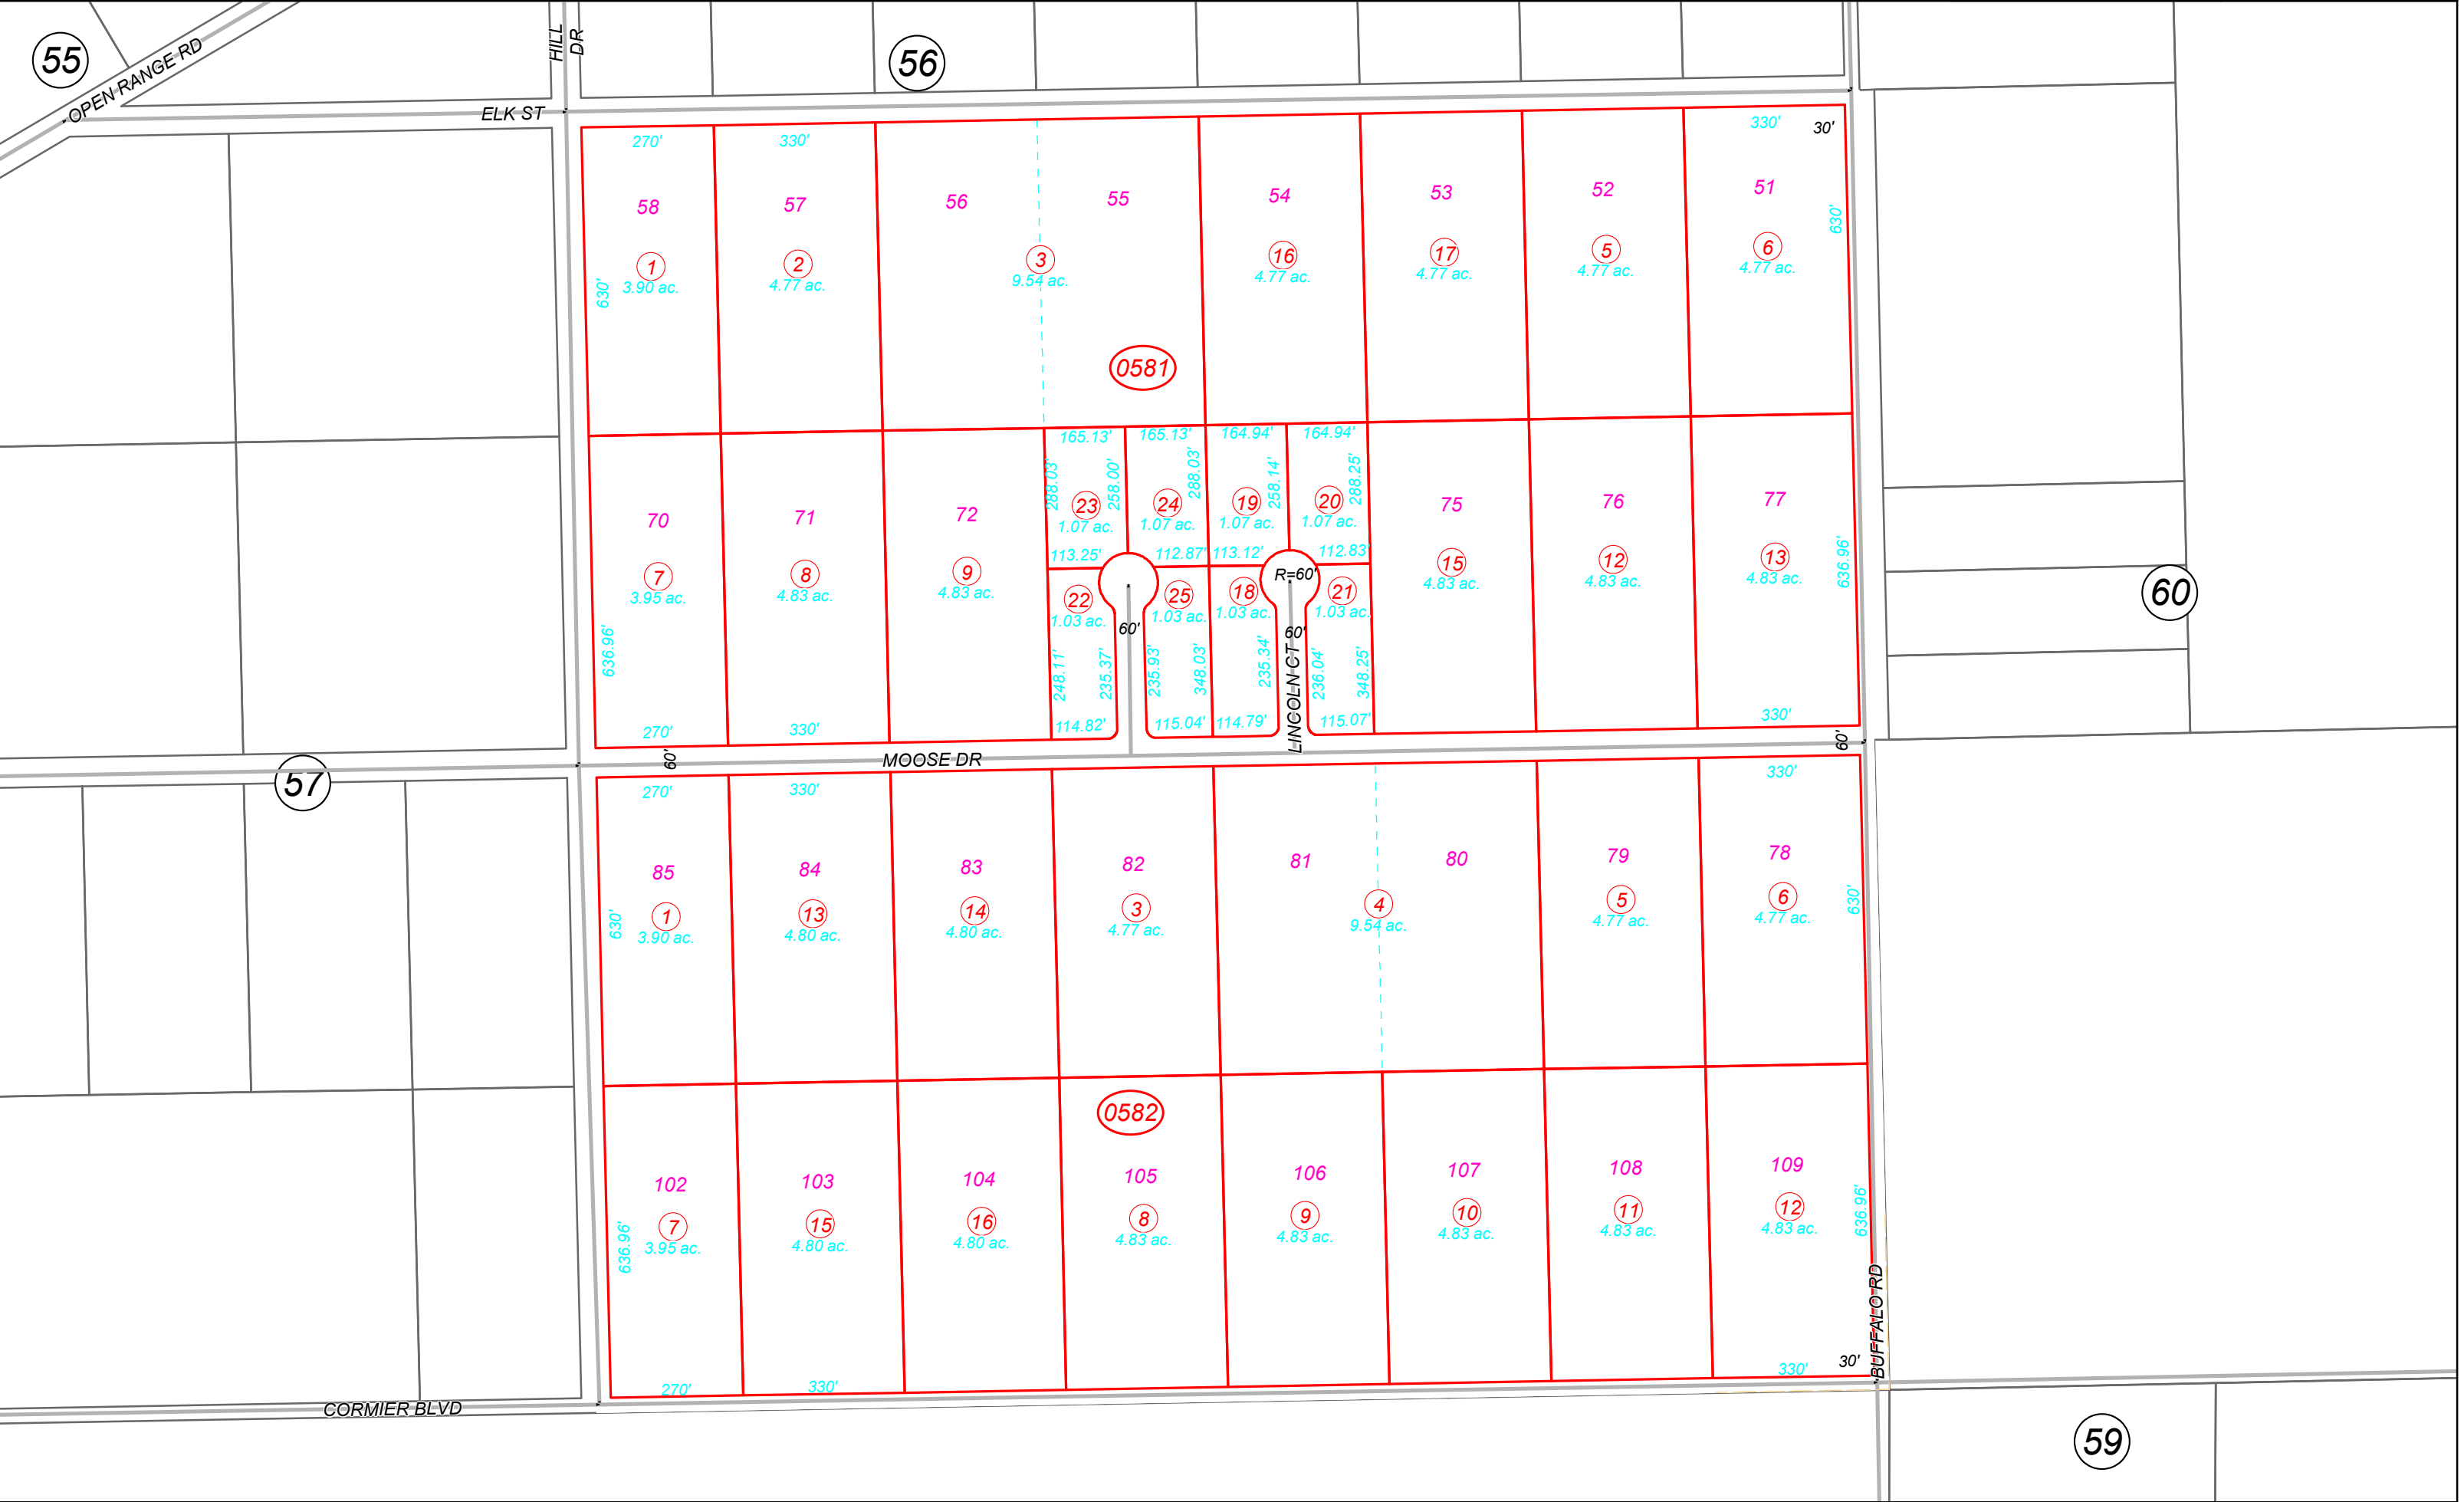 55
OPEN RANGE RD
HILL
DR
56
ELK ST
270'
330'
330'
30'
58
57
56
55
54
53
52
51
630'
1
3.90 ac.
2
4.77 ac.
3
9.54 ac.
16
4.77 ac.
17
4.77 ac.
5
4.77 ac.
6
4.77 ac.
630'
0581
165.13'
165.13'
164.94'
164.94'
288.03'
258.00'
288.03'
258.14'
288.25'
23
1.07 ac.
24
1.07 ac.
19
1.07 ac.
20
1.07 ac.
113.25'
112.87'
113.12'
112.83'
70
71
72
75
76
77
7
3.95 ac.
8
4.83 ac.
9
4.83 ac.
15
4.83 ac.
12
4.83 ac.
13
4.83 ac.
636.96'
636.96'
R=60'
22
1.03 ac.
25
1.03 ac.
18
1.03 ac.
21
1.03 ac.
60'
60'
248.11'
235.37'
235.93'
348.03'
235.34'
236.04'
348.25'
114.82'
115.04'
114.79'
115.07'
LINCOLN CT
270'
330'
330'
60
60'
MOOSE DR
60'
57
270'
330'
330'
85
84
83
82
81
80
79
78
630'
1
3.90 ac.
13
4.80 ac.
14
4.80 ac.
3
4.77 ac.
4
9.54 ac.
5
4.77 ac.
6
4.77 ac.
630'
0582
102
103
104
105
106
107
108
109
636.96'
7
3.95 ac.
15
4.80 ac.
16
4.80 ac.
8
4.83 ac.
9
4.83 ac.
10
4.83 ac.
11
4.83 ac.
12
4.83 ac.
636.96'
BUFFALO RD
270'
330'
330'
30'
CORMIER BLVD
59